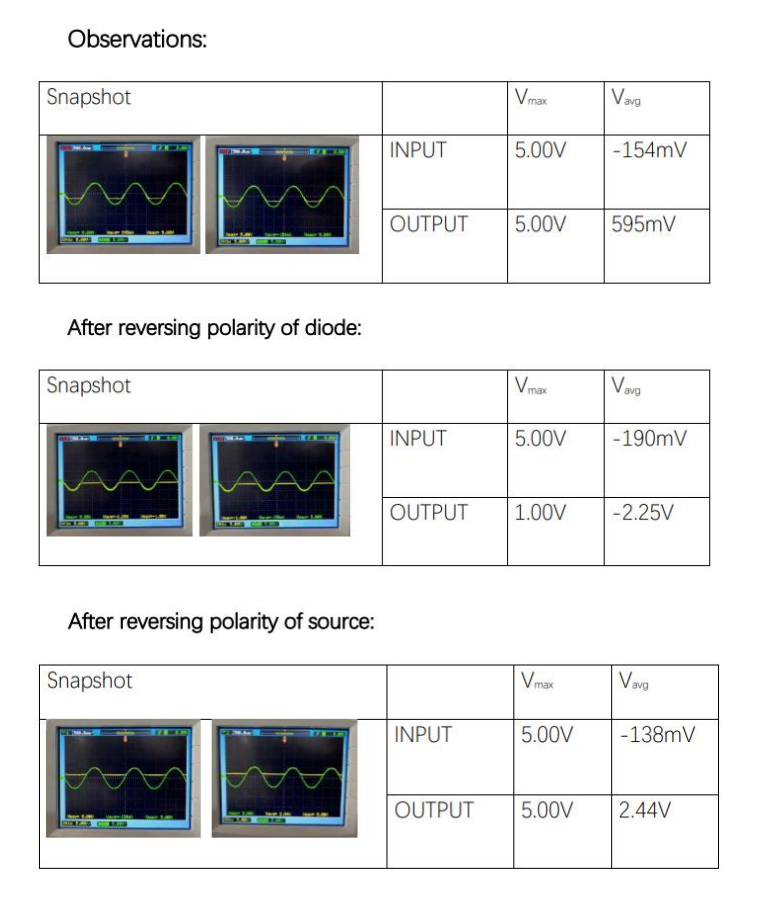 Observations:
Snapshot Vmax Vavg
INPUT 5.00V -154mV
OUTPUT 5.00V 595mV
After reversing polarity of diode:
Snapshot Vmax Vavg
INPUT 5.00V -190mV
OUTPUT 1.00V -2.25V
After reversing polarity of source:
Snapshot Vmax Vavg
INPUT 5.00V -138mV
OUTPUT 5.00V 2.44V